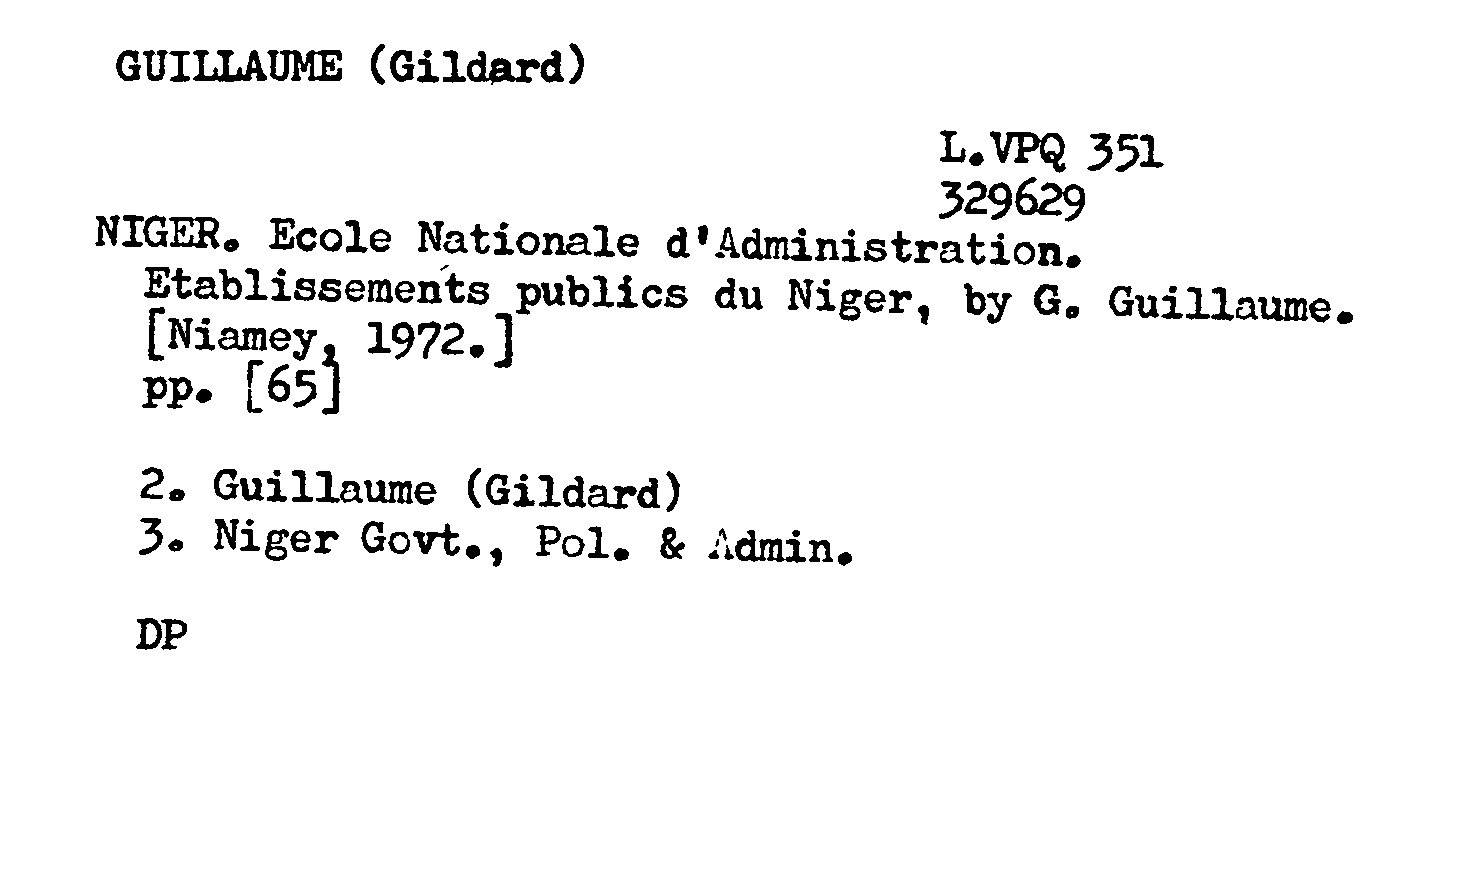 GUILLAUME (Gildard)
L.VPQ 351
329629
NIGER. Ecole Nationale d'Administration.
Etablissements publics du Niger, by G. Guillaume.
[Niamey, 1972.]
pp. [65]
2. Guillaume (Gildard)
3. Niger Govt., Pol. & Admin.
DP